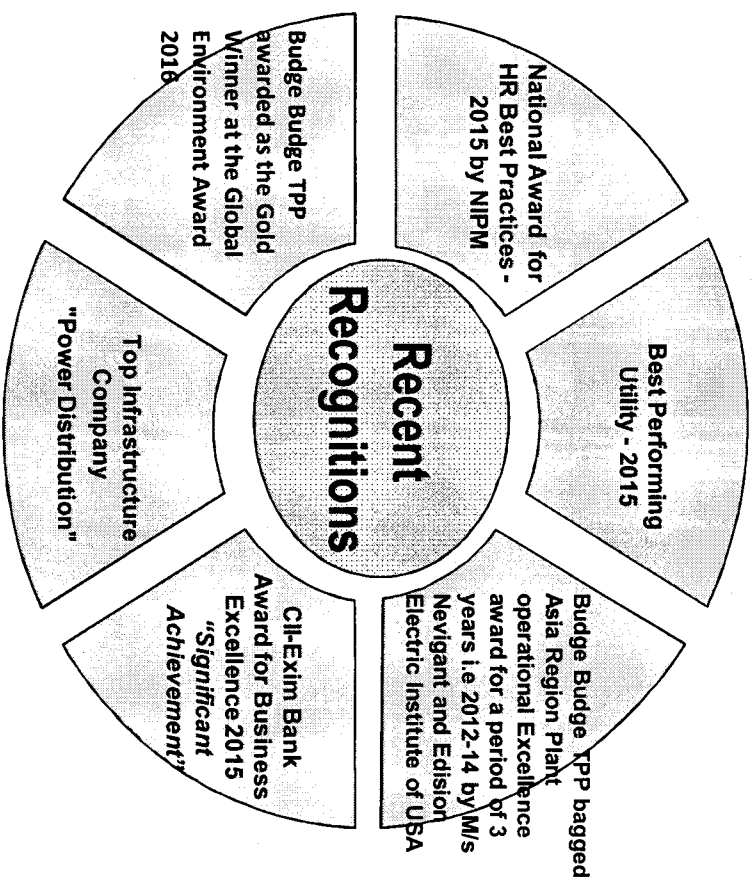 Best Performing
Utility - 2015
National Award for
HR Best Practices -
2015 by NIPM
Budge Budge TPP bagged
Asia Region Plant
operational Excellence
award for a period of 3
years i.e 2012-14 by M/s
Nevigant and Edision
Electric Institute of USA
Recent
Recognitions
Budge Budge TPP
awarded as the Gold
Winner at the Global
Environment Award
2016
CII-Exim Bank
Award for Business
Excellence 2015
"Significant
Achievement"
Top Infrastructure
Company
"Power Distribution"